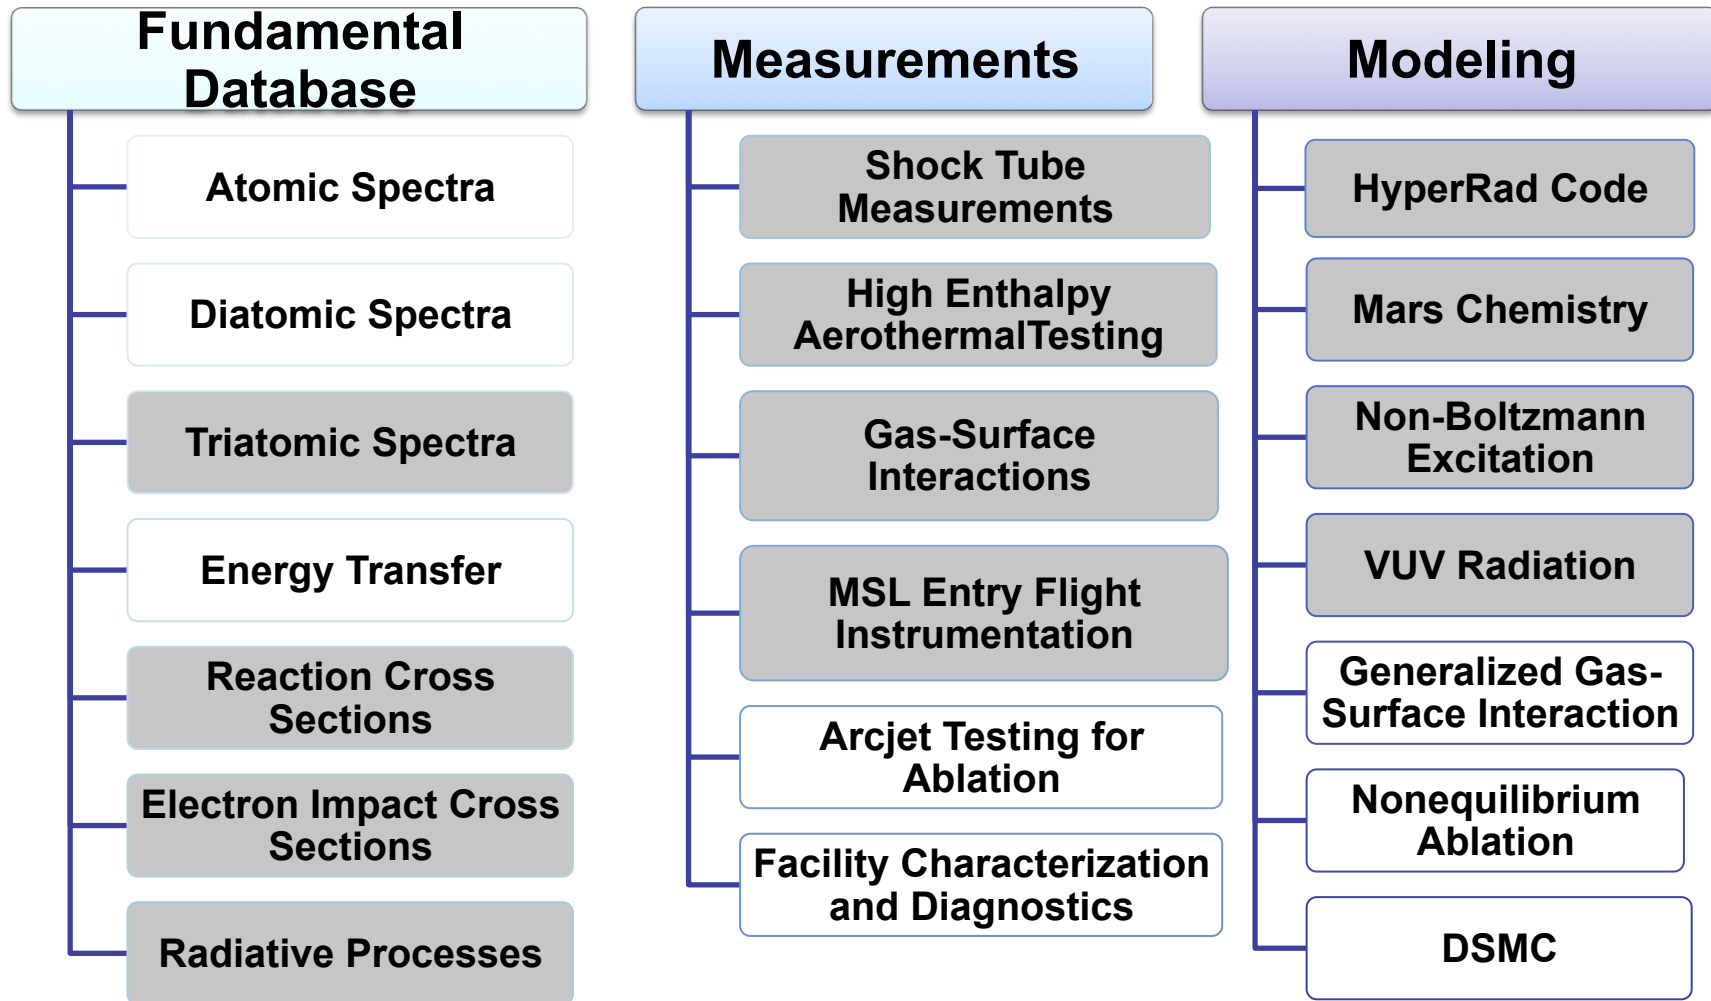 Fundamental
Database
Atomic Spectra
Diatomic Spectra
Triatomic Spectra
Energy Transfer
Reaction Cross
Sections
Electron Impact Cross
Sections
Radiative Processes
Measurements
Shock Tube
Measurements
High Enthalpy
AerothermalTesting
Gas-Surface
Interactions
MSL Entry Flight
Instrumentation
Arcjet Testing for
Ablation
Facility Characterization
and Diagnostics
Modeling
HyperRad Code
Mars Chemistry
Non-Boltzmann
Excitation
VUV Radiation
Generalized Gas-
Surface Interaction
Nonequilibrium
Ablation
DSMC